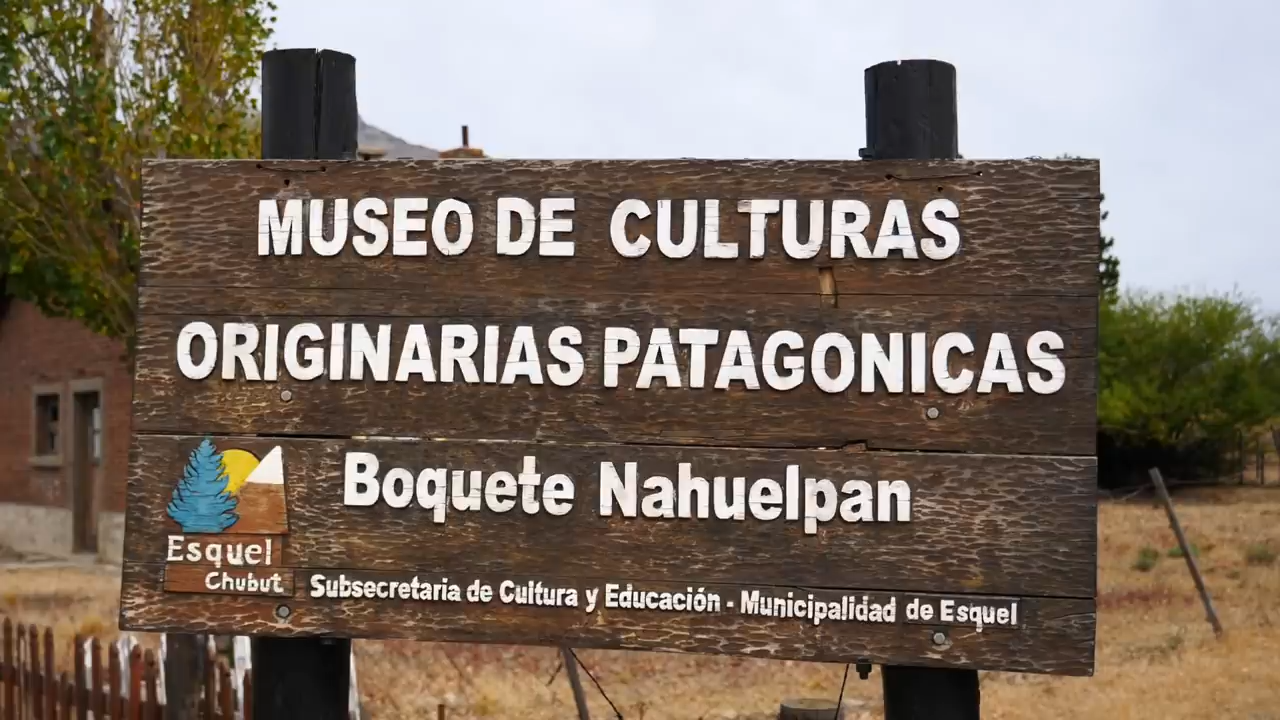 MUSEO DE CULTURAS
ORIGINARIAS PATAGONICAS
Boquete Nahuelpan
Esquel
Chubut
Subsecretaria de Cultura y Educación - Municipalidad de Esquel